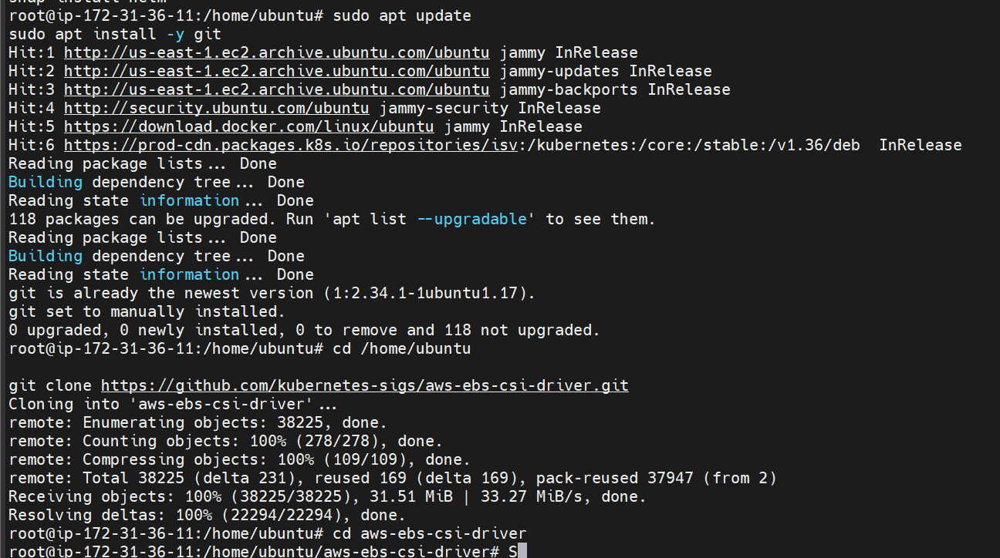 snap install helm
root@ip-172-31-36-11:/home/ubuntu# sudo apt update
sudo apt install -y git
Hit:1 http://us-east-1.ec2.archive.ubuntu.com/ubuntu jammy InRelease
Hit:2 http://us-east-1.ec2.archive.ubuntu.com/ubuntu jammy-updates InRelease
Hit:3 http://us-east-1.ec2.archive.ubuntu.com/ubuntu jammy-backports InRelease
Hit:4 http://security.ubuntu.com/ubuntu jammy-security InRelease
Hit:5 https://download.docker.com/linux/ubuntu jammy InRelease
Hit:6 https://prod-cdn.packages.k8s.io/repositories/isv:/kubernetes:/core:/stable:/v1.36/deb  InRelease
Reading package lists... Done
Building dependency tree... Done
Reading state information... Done
118 packages can be upgraded. Run 'apt list --upgradable' to see them.
Reading package lists... Done
Building dependency tree... Done
Reading state information... Done
git is already the newest version (1:2.34.1-1ubuntu1.17).
git set to manually installed.
0 upgraded, 0 newly installed, 0 to remove and 118 not upgraded.
root@ip-172-31-36-11:/home/ubuntu# cd /home/ubuntu
git clone https://github.com/kubernetes-sigs/aws-ebs-csi-driver.git
Cloning into 'aws-ebs-csi-driver'...
remote: Enumerating objects: 38225, done.
remote: Counting objects: 100% (278/278), done.
remote: Compressing objects: 100% (109/109), done.
remote: Total 38225 (delta 231), reused 169 (delta 169), pack-reused 37947 (from 2)
Receiving objects: 100% (38225/38225), 31.51 MiB | 33.27 MiB/s, done.
Resolving deltas: 100% (22294/22294), done.
root@ip-172-31-36-11:/home/ubuntu# cd aws-ebs-csi-driver
root@ip-172-31-36-11:/home/ubuntu/aws-ebs-csi-driver# S